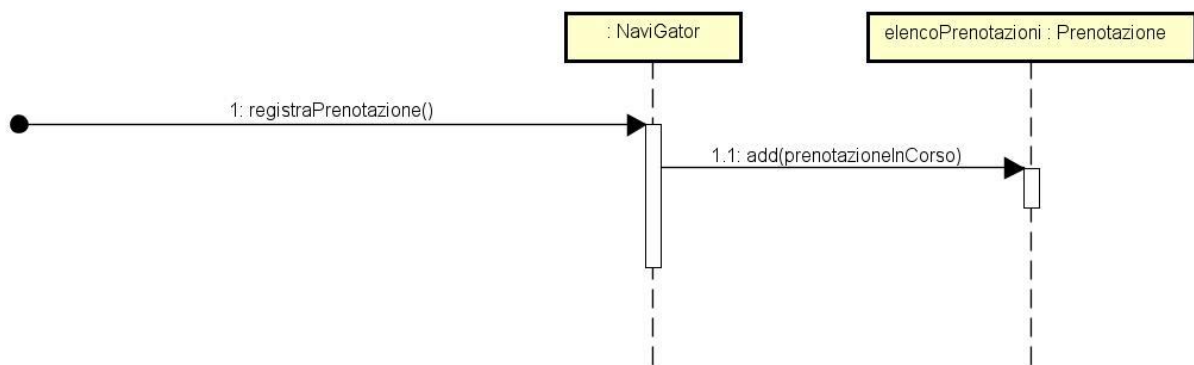 : NaviGator
elencoPrenotazioni : Prenotazione
1: registraPrenotazione()
1.1: add(prenotazioneInCorso)